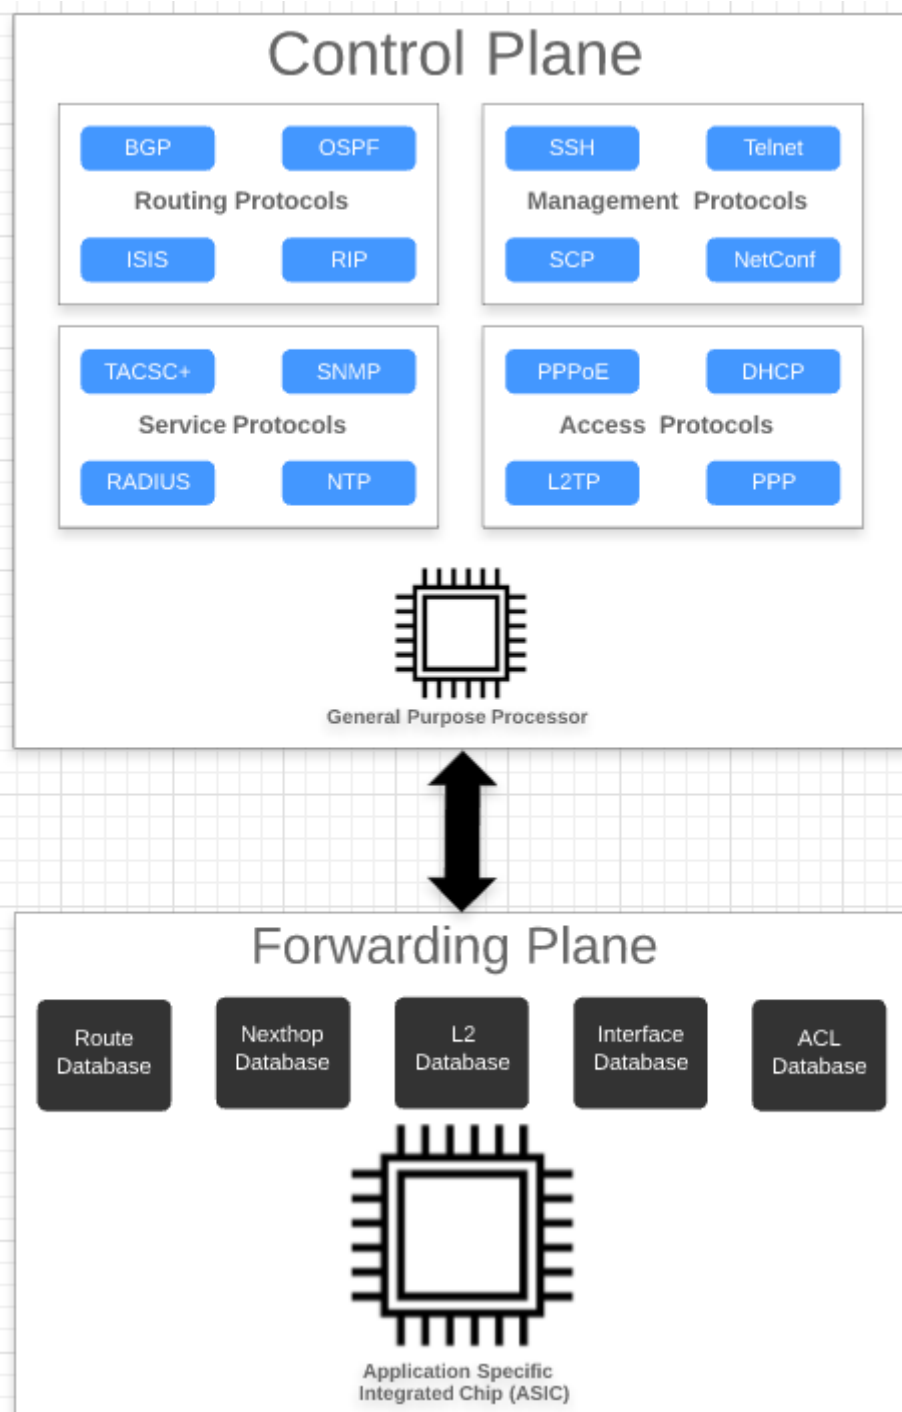 Control Plane
BGP
OSPF
Routing Protocols
ISIS
RIP
SSH
Telnet
Management Protocols
SCP
NetConf
TACSC+
SNMP
Service Protocols
RADIUS
NTP
PPPoE
DHCP
Access Protocols
L2TP
PPP
General Purpose Processor
Forwarding Plane
Route
Database
Nexthop
Database
L2
Database
Interface
Database
ACL
Database
Application Specific
Integrated Chip (ASIC)